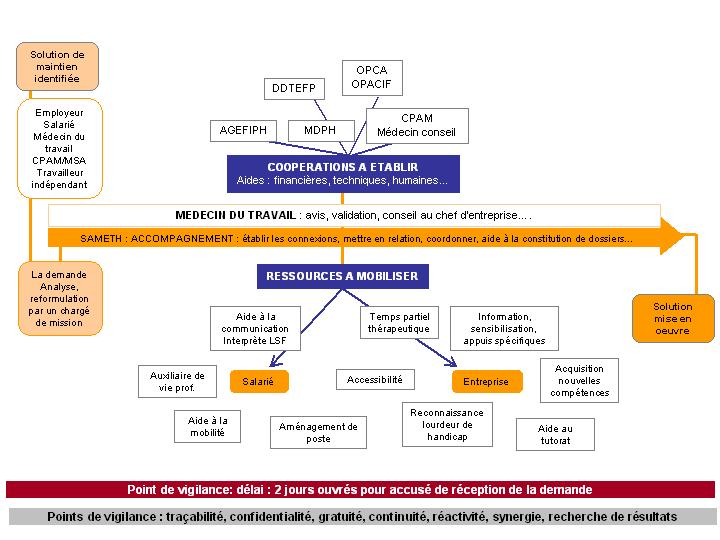 Solution de
maintien
identifiée
Employeur
Salarié
Médecin du
travail
CPAM/MSA
Travailleur
indépendant
DDTEFP
OPCA
OPACIF
AGEFIPH
MDPH
CPAM
Médecin conseil
COOPERATIONS A ETABLIR
Aides : financières, techniques, humaines...
MEDECIN DU TRAVAIL : avis, validation, conseil au chef d'entreprise....
SAMETH : ACCOMPAGNEMENT : établir les connexions, mettre en relation, coordonner, aide à la constitution de dossiers...
La demande
Analyse,
reformulation
par un chargé
de mission
RESSOURCES A MOBILISER
Solution
mise en
oeuvre
Aide à la
communication
Interprète LSF
Temps partiel
thérapeutique
Information,
sensibilisation,
appuis spécifiques
Auxiliaire de
vie prof.
Salarié
Accessibilité
Entreprise
Acquisition
nouvelles
compétences
Aide à la
mobilité
Aménagement de
poste
Reconnaissance
lourdeur de
handicap
Aide au
tutorat
Point de vigilance: délai : 2 jours ouvrés pour accusé de réception de la demande
Points de vigilance : traçabilité, confidentialité, gratuité, continuité, réactivité, synergie, recherche de résultats